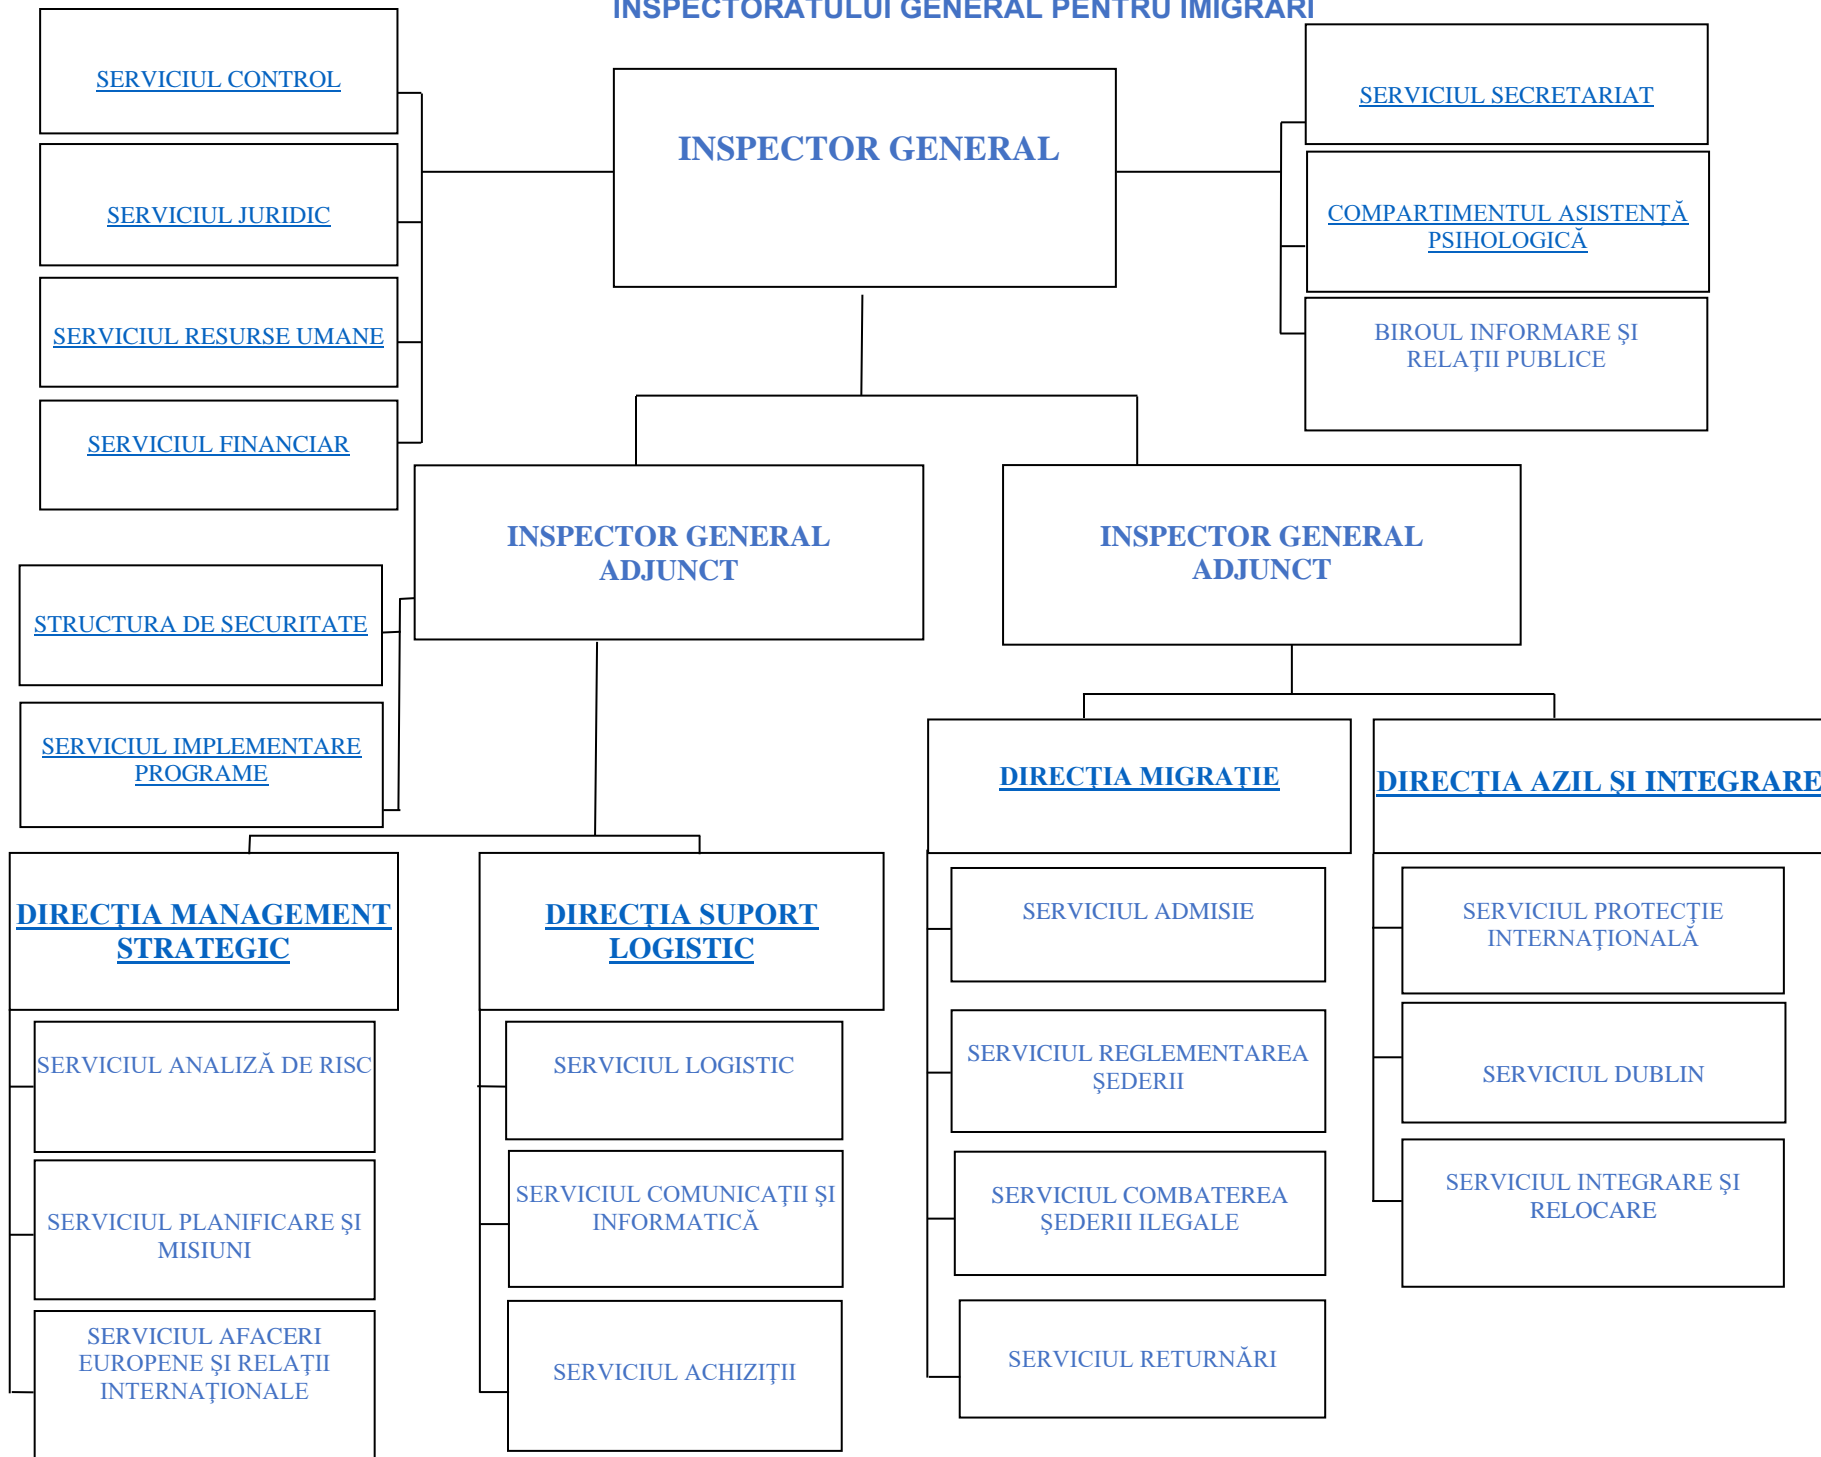 INSPECTORATULUI GENERAL PENTRU IMIGRARI
SERVICIUL CONTROL
SERVICIUL JURIDIC
SERVICIUL RESURSE UMANE
SERVICIUL FINANCIAR
INSPECTOR GENERAL
SERVICIUL SECRETARIAT
COMPARTIMENTUL ASISTENŢĂ
PSIHOLOGICĂ
BIROUL INFORMARE ŞI
RELAŢII PUBLICE
INSPECTOR GENERAL
ADJUNCT
INSPECTOR GENERAL
ADJUNCT
STRUCTURA DE SECURITATE
SERVICIUL IMPLEMENTARE
PROGRAME
DIRECŢIA MANAGEMENT
STRATEGIC
SERVICIUL ANALIZĂ DE RISC
SERVICIUL PLANIFICARE ŞI
MISIUNI
SERVICIUL AFACERI
EUROPENE ŞI RELAŢII
INTERNAŢIONALE
DIRECŢIA SUPORT
LOGISTIC
SERVICIUL LOGISTIC
SERVICIUL COMUNICAŢII ŞI
INFORMATICĂ
SERVICIUL ACHIZIŢII
DIRECŢIA MIGRAŢIE
SERVICIUL ADMISIE
SERVICIUL REGLEMENTAREA
ŞEDERII
SERVICIUL COMBATEREA
ŞEDERII ILEGALE
SERVICIUL RETURNĂRI
DIRECŢIA AZIL ŞI INTEGRARE
SERVICIUL PROTECŢIE
INTERNAŢIONALĂ
SERVICIUL DUBLIN
SERVICIUL INTEGRARE ŞI
RELOCARE